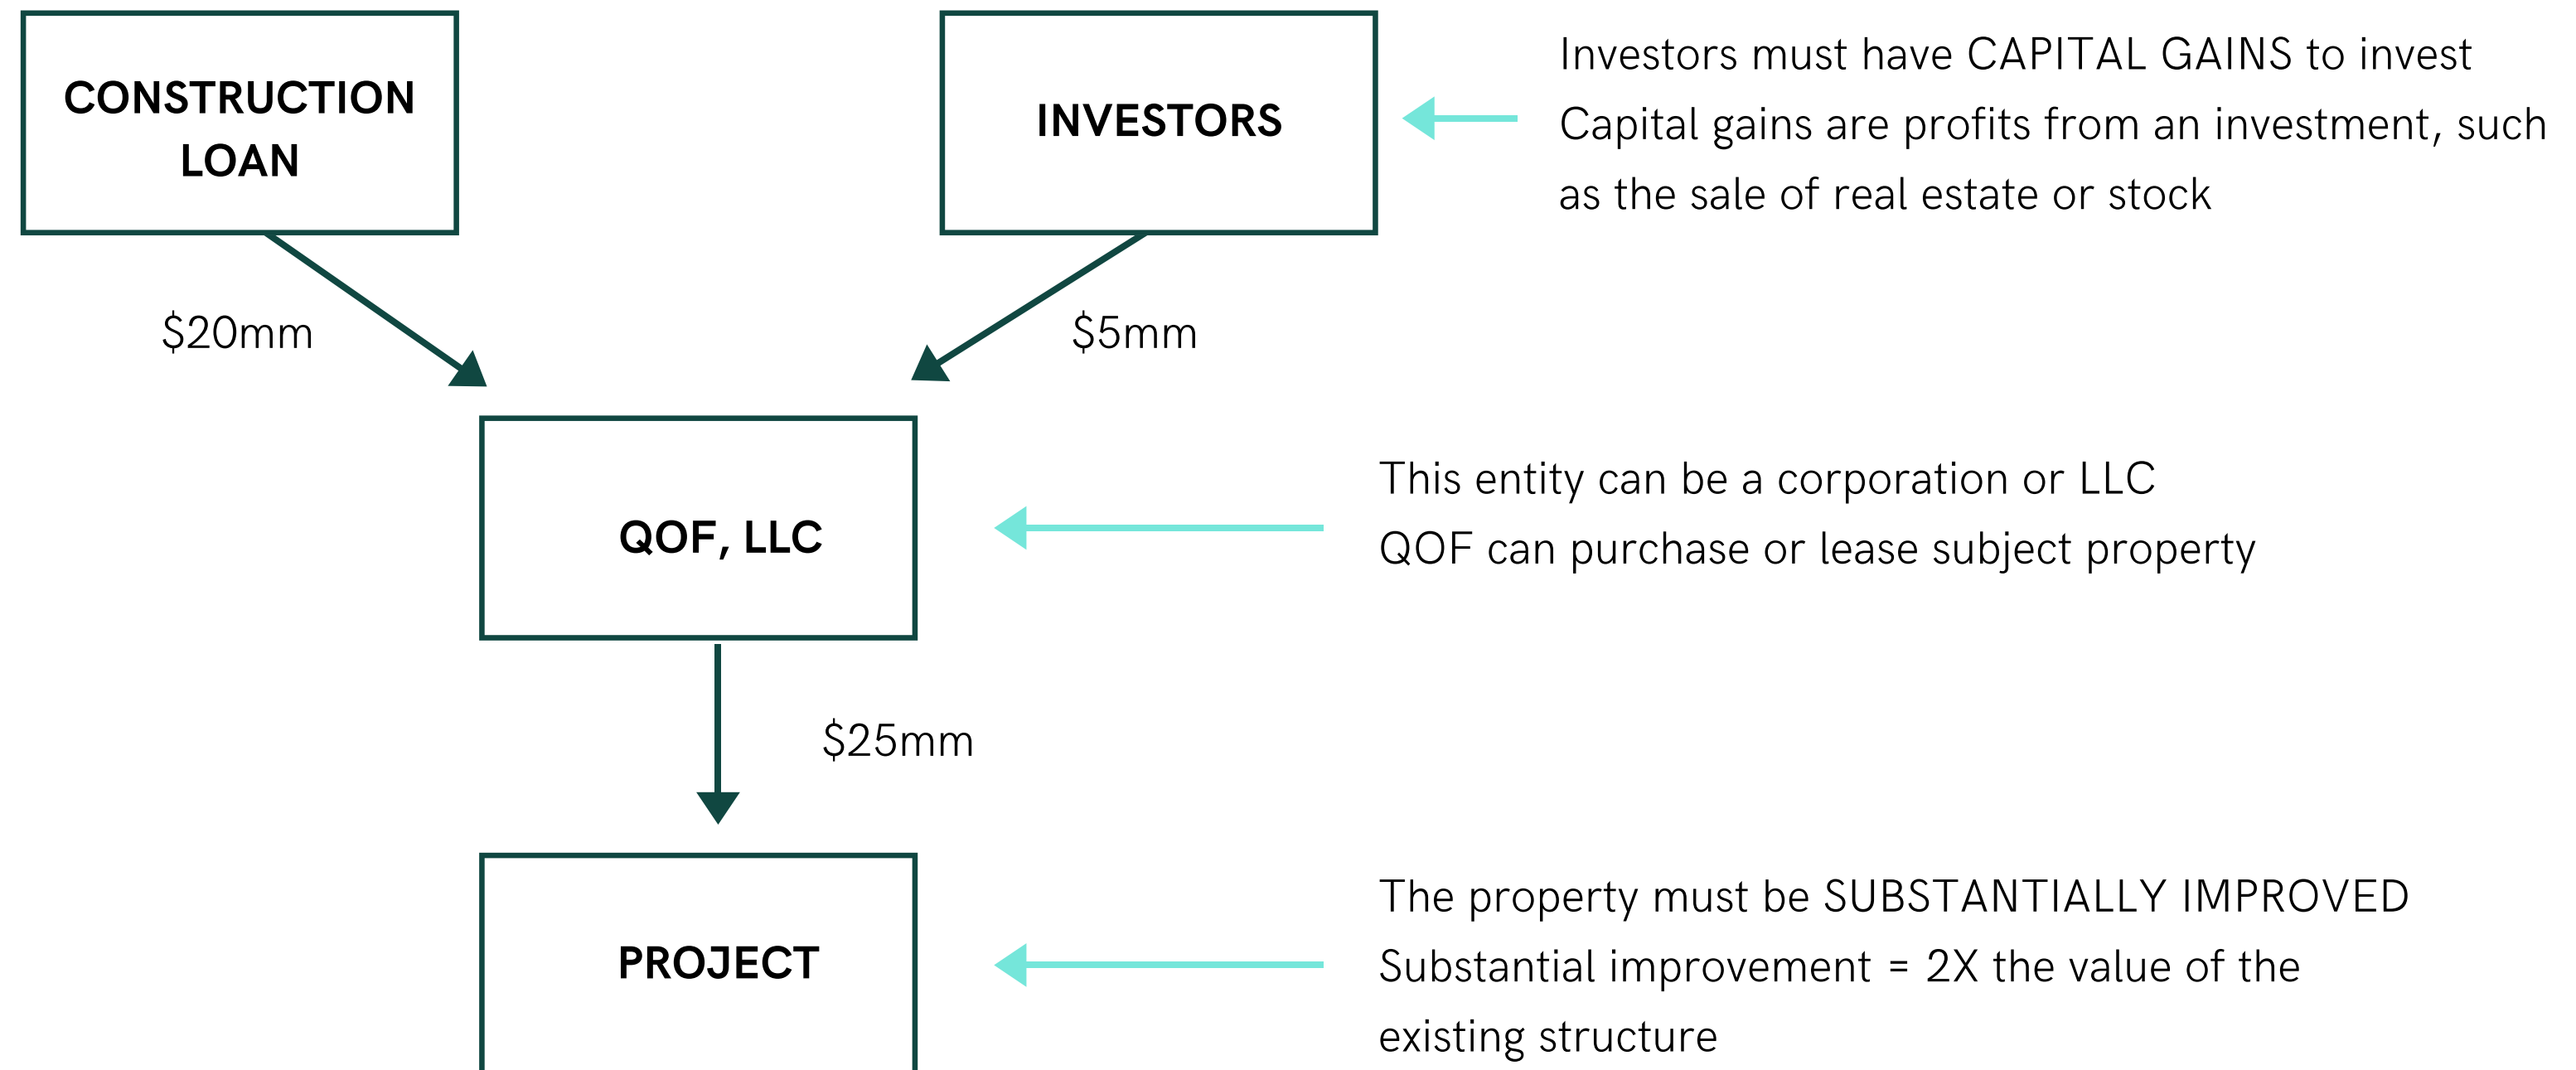 CONSTRUCTION
LOAN
INVESTORS
Investors must have CAPITAL GAINS to invest
Capital gains are profits from an investment, such
as the sale of real estate or stock
$20mm
$5mm
QOF, LLC
This entity can be a corporation or LLC
QOF can purchase or lease subject property
$25mm
PROJECT
The property must be SUBSTANTIALLY IMPROVED
Substantial improvement = 2X the value of the
existing structure